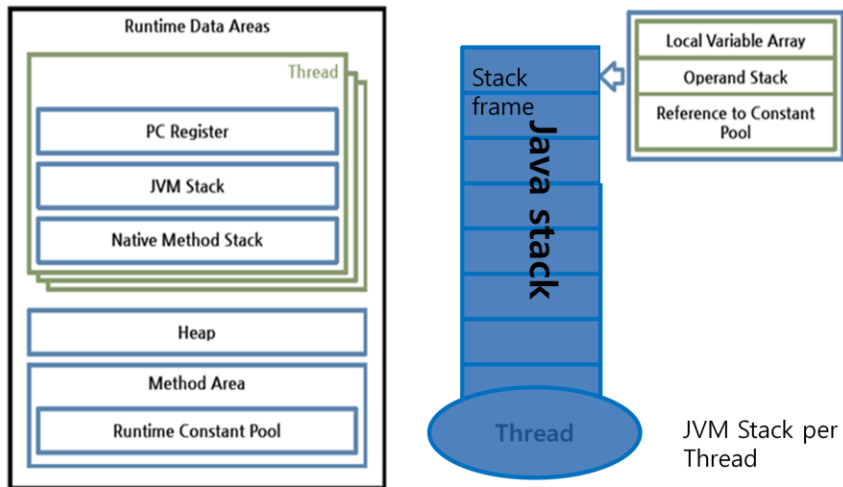 Runtime Data Areas
Thread
PC Register
JVM Stack
Native Method Stack
Heap
Method Area
Runtime Constant Pool
Stack
frame
Java stack
Thread
Local Variable Array
Operand Stack
Reference to Constant
Pool
JVM Stack per
Thread